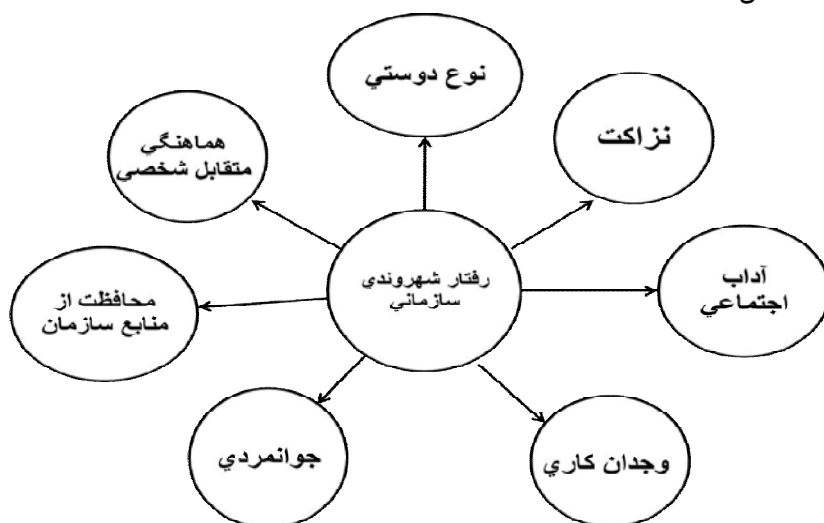 نوع دوستي
نزاكت
هماهنگي
متقابل شخصي
رفتار شهروندي
سازماني
آداب
اجتماعي
محافظت از
منابع سازمان
جوانمردي
وجدان كاري